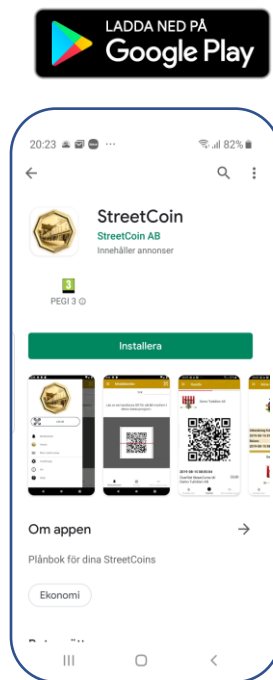 LADDA NED PÅ
Google Play
20:23
82%
StreetCoin
StreetCoin AB
Innehåller annonser
3
PEGI 3
Installera
Om appen
Plånbok för dina StreetCoins
Ekonomi